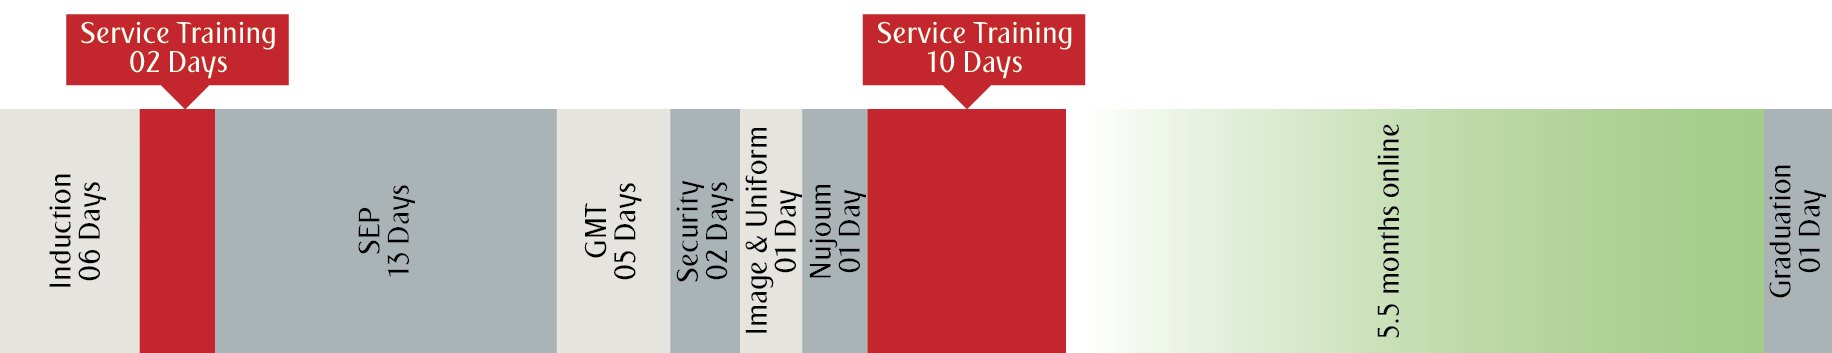 Service Training
02 Days
Service Training
10 Days
Induction
06 Days
SEP
13 Days
GMT
05 Days
Security
02 Days
Image & Uniform
01 Day
Nujoum
01 Day
5.5 months online
Graduation
01 Day